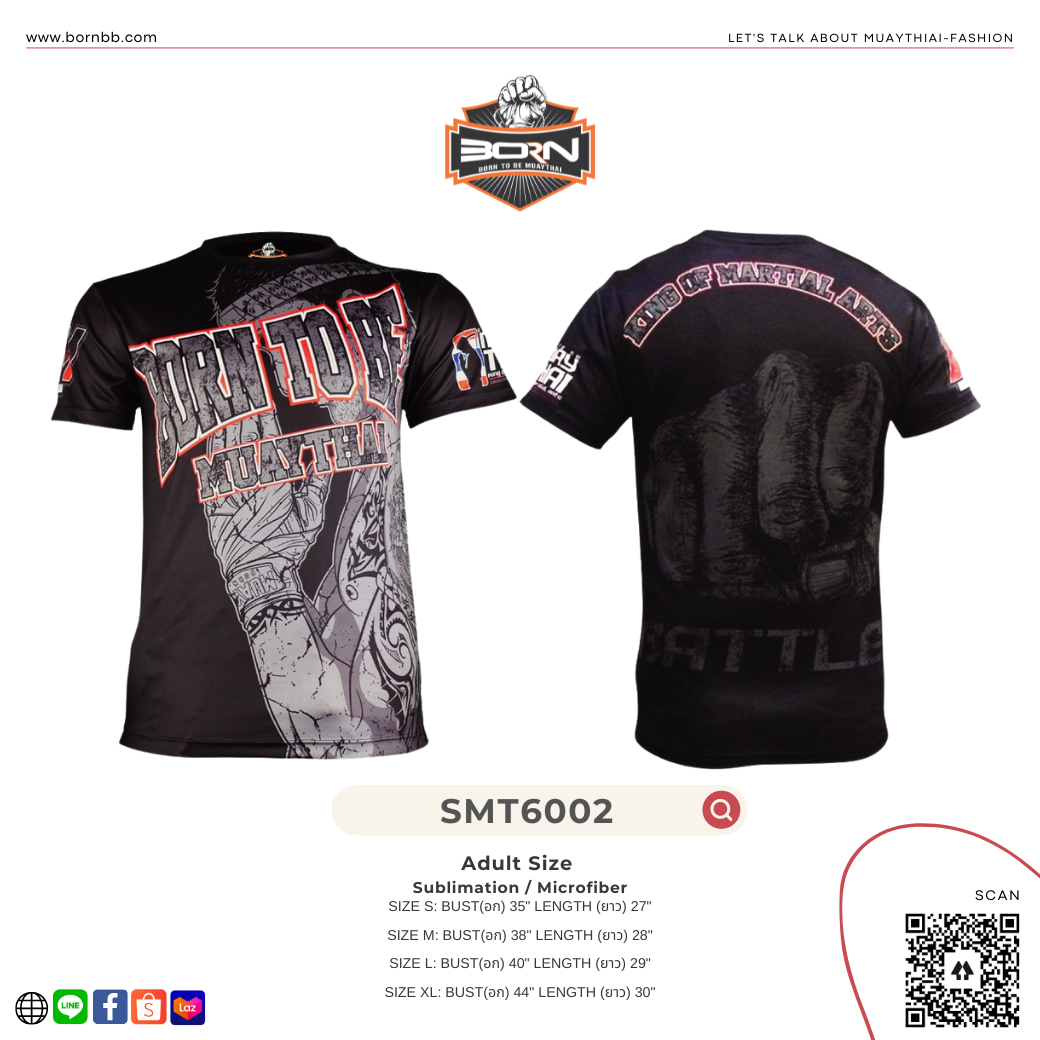 www.bornbb.com
LET'S TALK ABOUT MUAYTHIAI-FASHION
BORN
BORN TO BE MUAYTHAI
BORN TO BE
MUAYTHAI
MUAY
KING OF MARTIAL ARTS
THAI
BATTLE
SMT6002
Adult Size
Sublimation / Microfiber
SIZE S: BUST(อก) 35" LENGTH (ยาว) 27"
SIZE M: BUST(อก) 38" LENGTH (ยาว) 28"
SIZE L: BUST(อก) 40" LENGTH (ยาว) 29"
SIZE XL: BUST(อก) 44" LENGTH (ยาว) 30"
SCAN
LINE
Laz